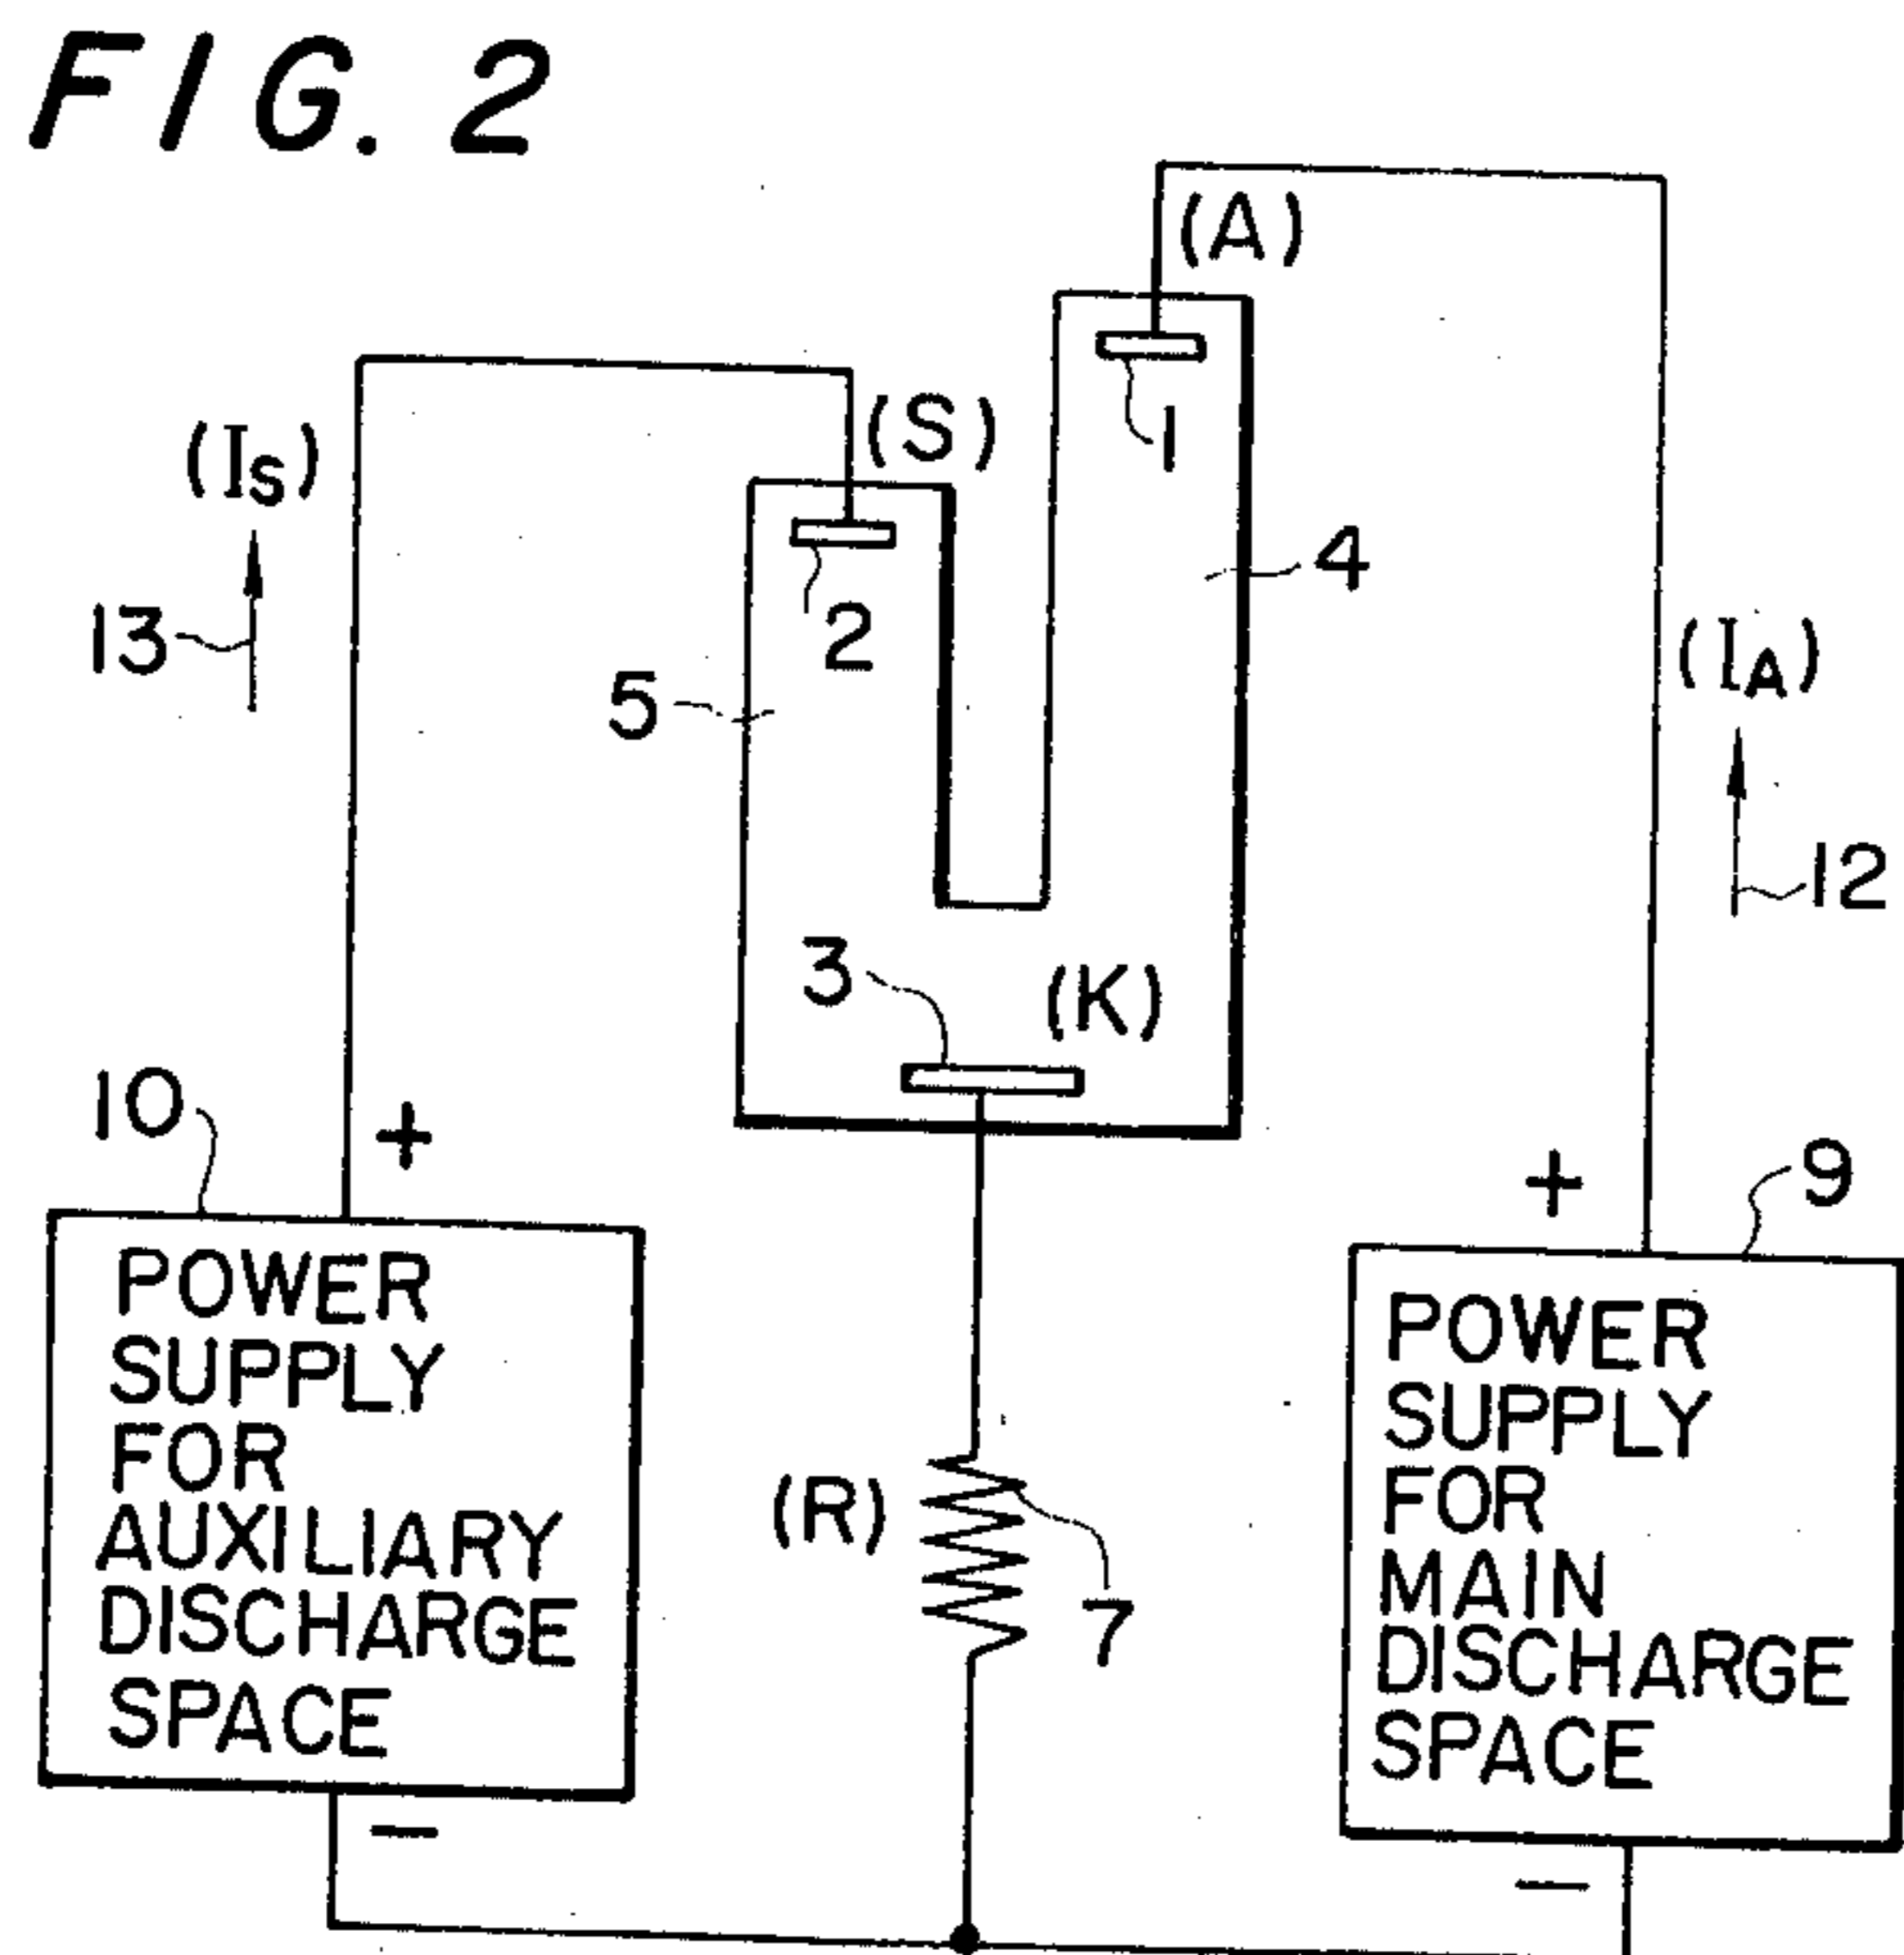 FIG. 2
(A)
(S)
1
(IS)
2
4
13
5
(IA)
12
3
(K)
10
+
+
9
POWER
SUPPLY
FOR
AUXILIARY
DISCHARGE
SPACE
(R)
7
POWER
SUPPLY
FOR
MAIN
DISCHARGE
SPACE
−
−